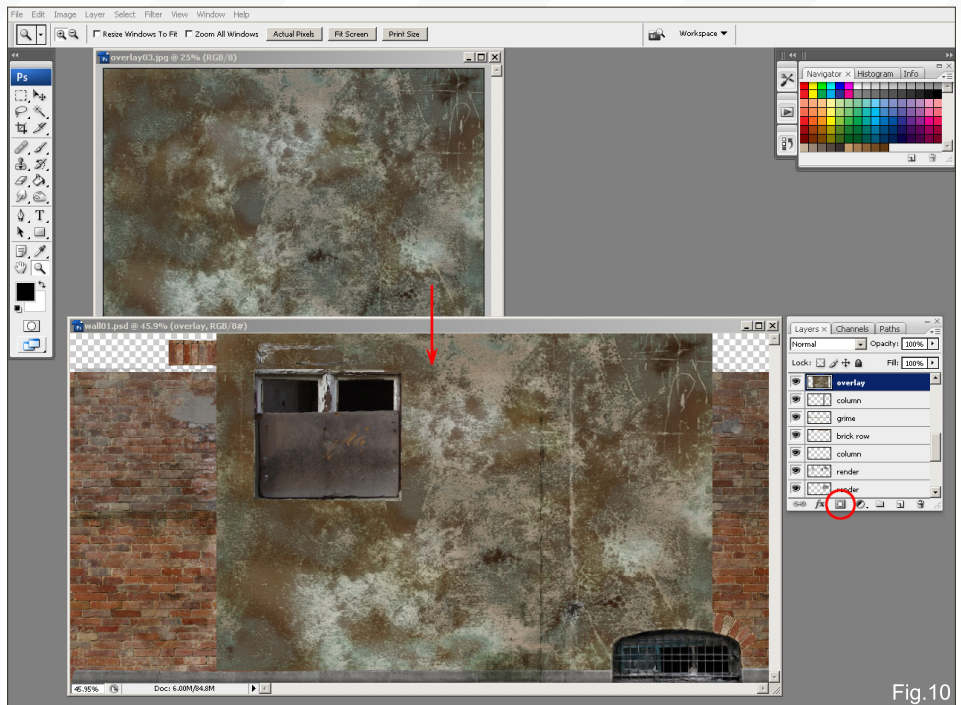 File Edit Image Layer Select Filter View Window Help
Resize Windows To Fit Zoom All Windows Actual Pixels Fit Screen Print Size Workspace
overlay03.jpg @ 25% (RGB/8)
Ps
Navigator Histogram Info
wall01.psd @ 45.9% (overlay, RGB/8#)
Layers Channels Paths
Normal Opacity: 100%
Lock: Fill: 100%
overlay
column
grime
brick row
column
render
render
45.95% Doc: 6.00M/84.8M
Fig.10